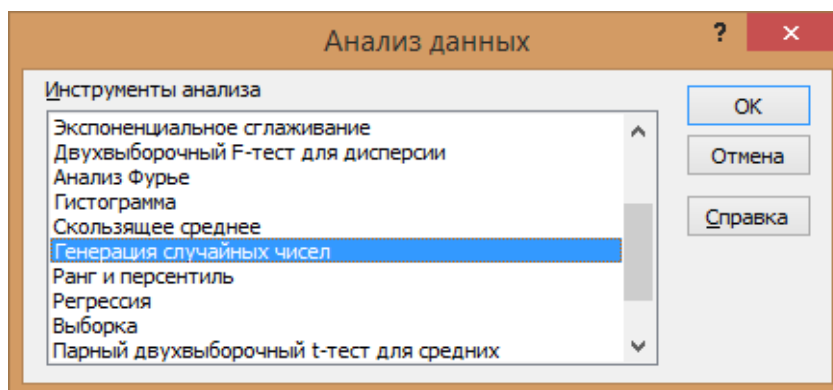 Анализ данных
?
×
Инструменты анализа
Экспоненциальное сглаживание
Двухвыборочный F-тест для дисперсии
Анализ Фурье
Гистограмма
Скользящее среднее
Генерация случайных чисел
Ранг и персентиль
Регрессия
Выборка
Парный двухвыборочный t-тест для средних
ОК
Отмена
Справка